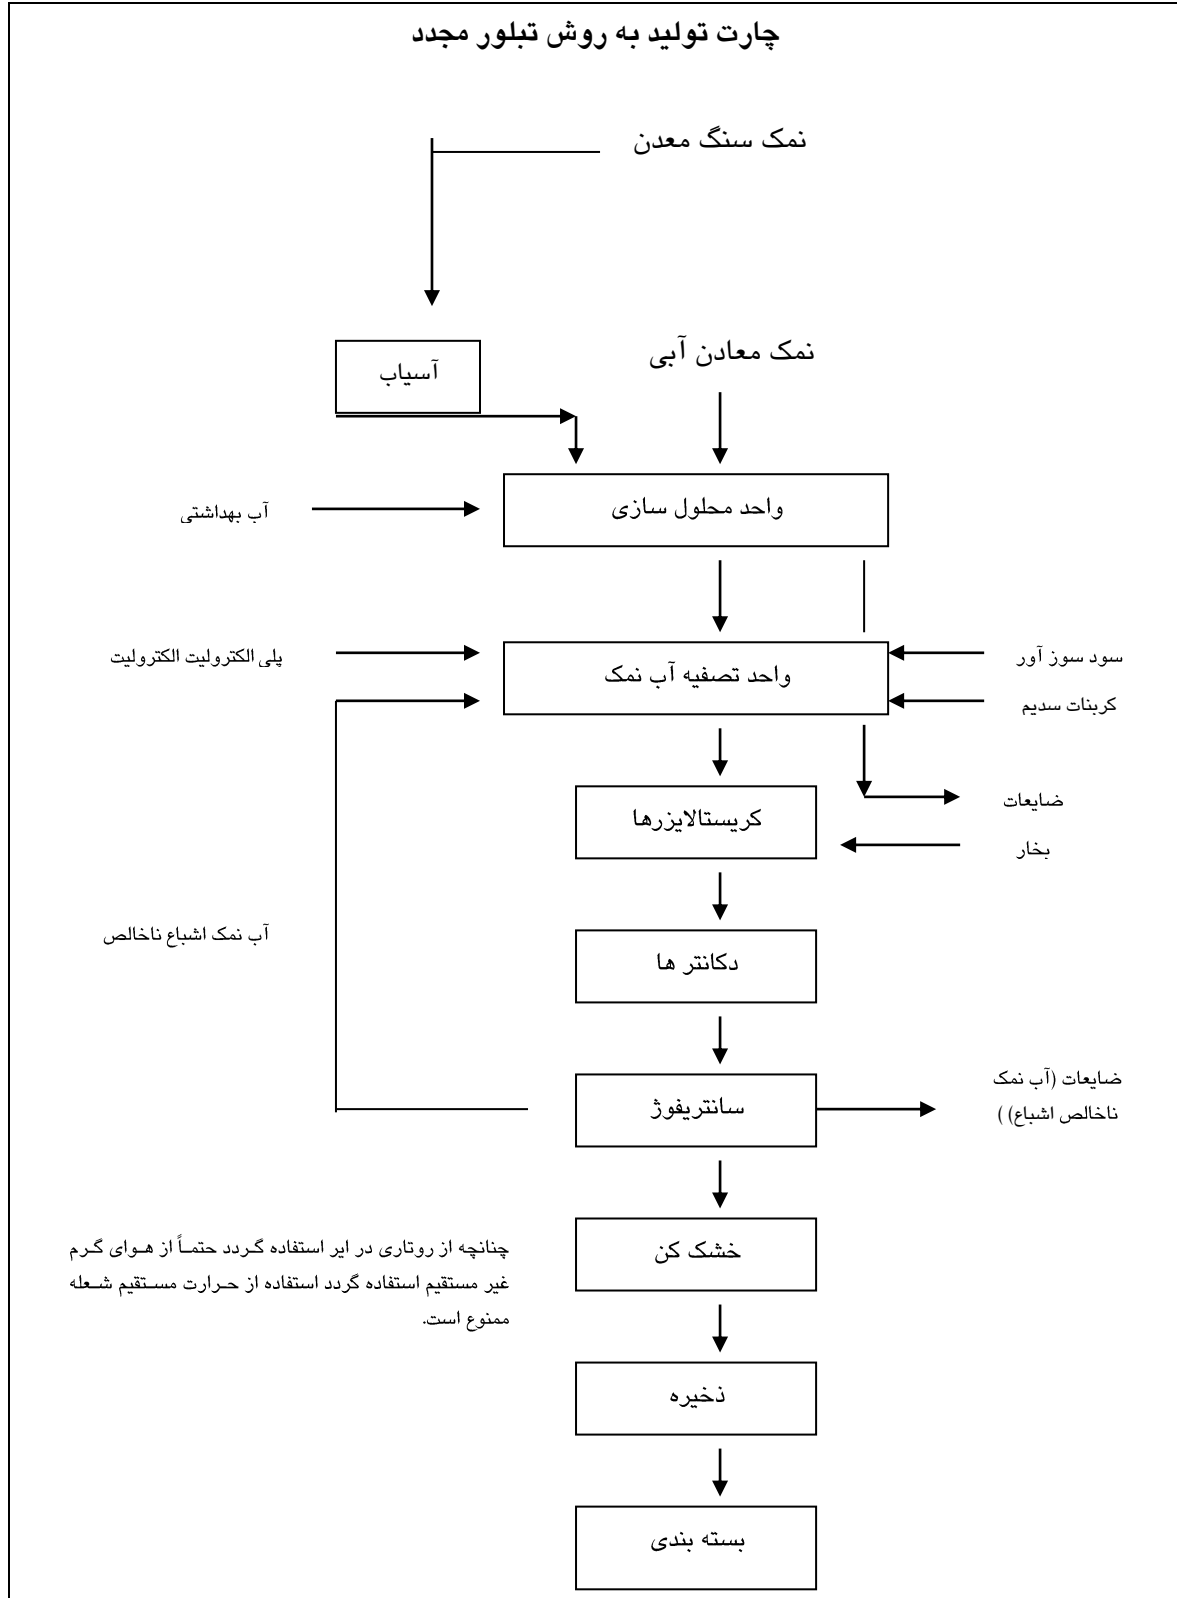 چارت تولید به روش تبلور مجدد
نمک سنگ معدن
آسیاب
نمک معادن آبی
واحد محلول سازی
آب بهداشتی
پلی الکترولیت الکترولیت
واحد تصفیه آب نمک
سود سوز آور
کربنات سدیم
کریستالایزرها
ضایعات
بخار
آب نمک اشباع ناخالص
دکانتر ها
سانتریفوژ
ضایعات (آب نمک
ناخالص اشباع) )
خشک کن
چنانچه از روتاری در ایر استفاده گردد حتماً از هوای گرم
غیر مستقیم استفاده گردد استفاده از حرارت مستقیم شعله
ممنوع است.
ذخیره
بسته بندی